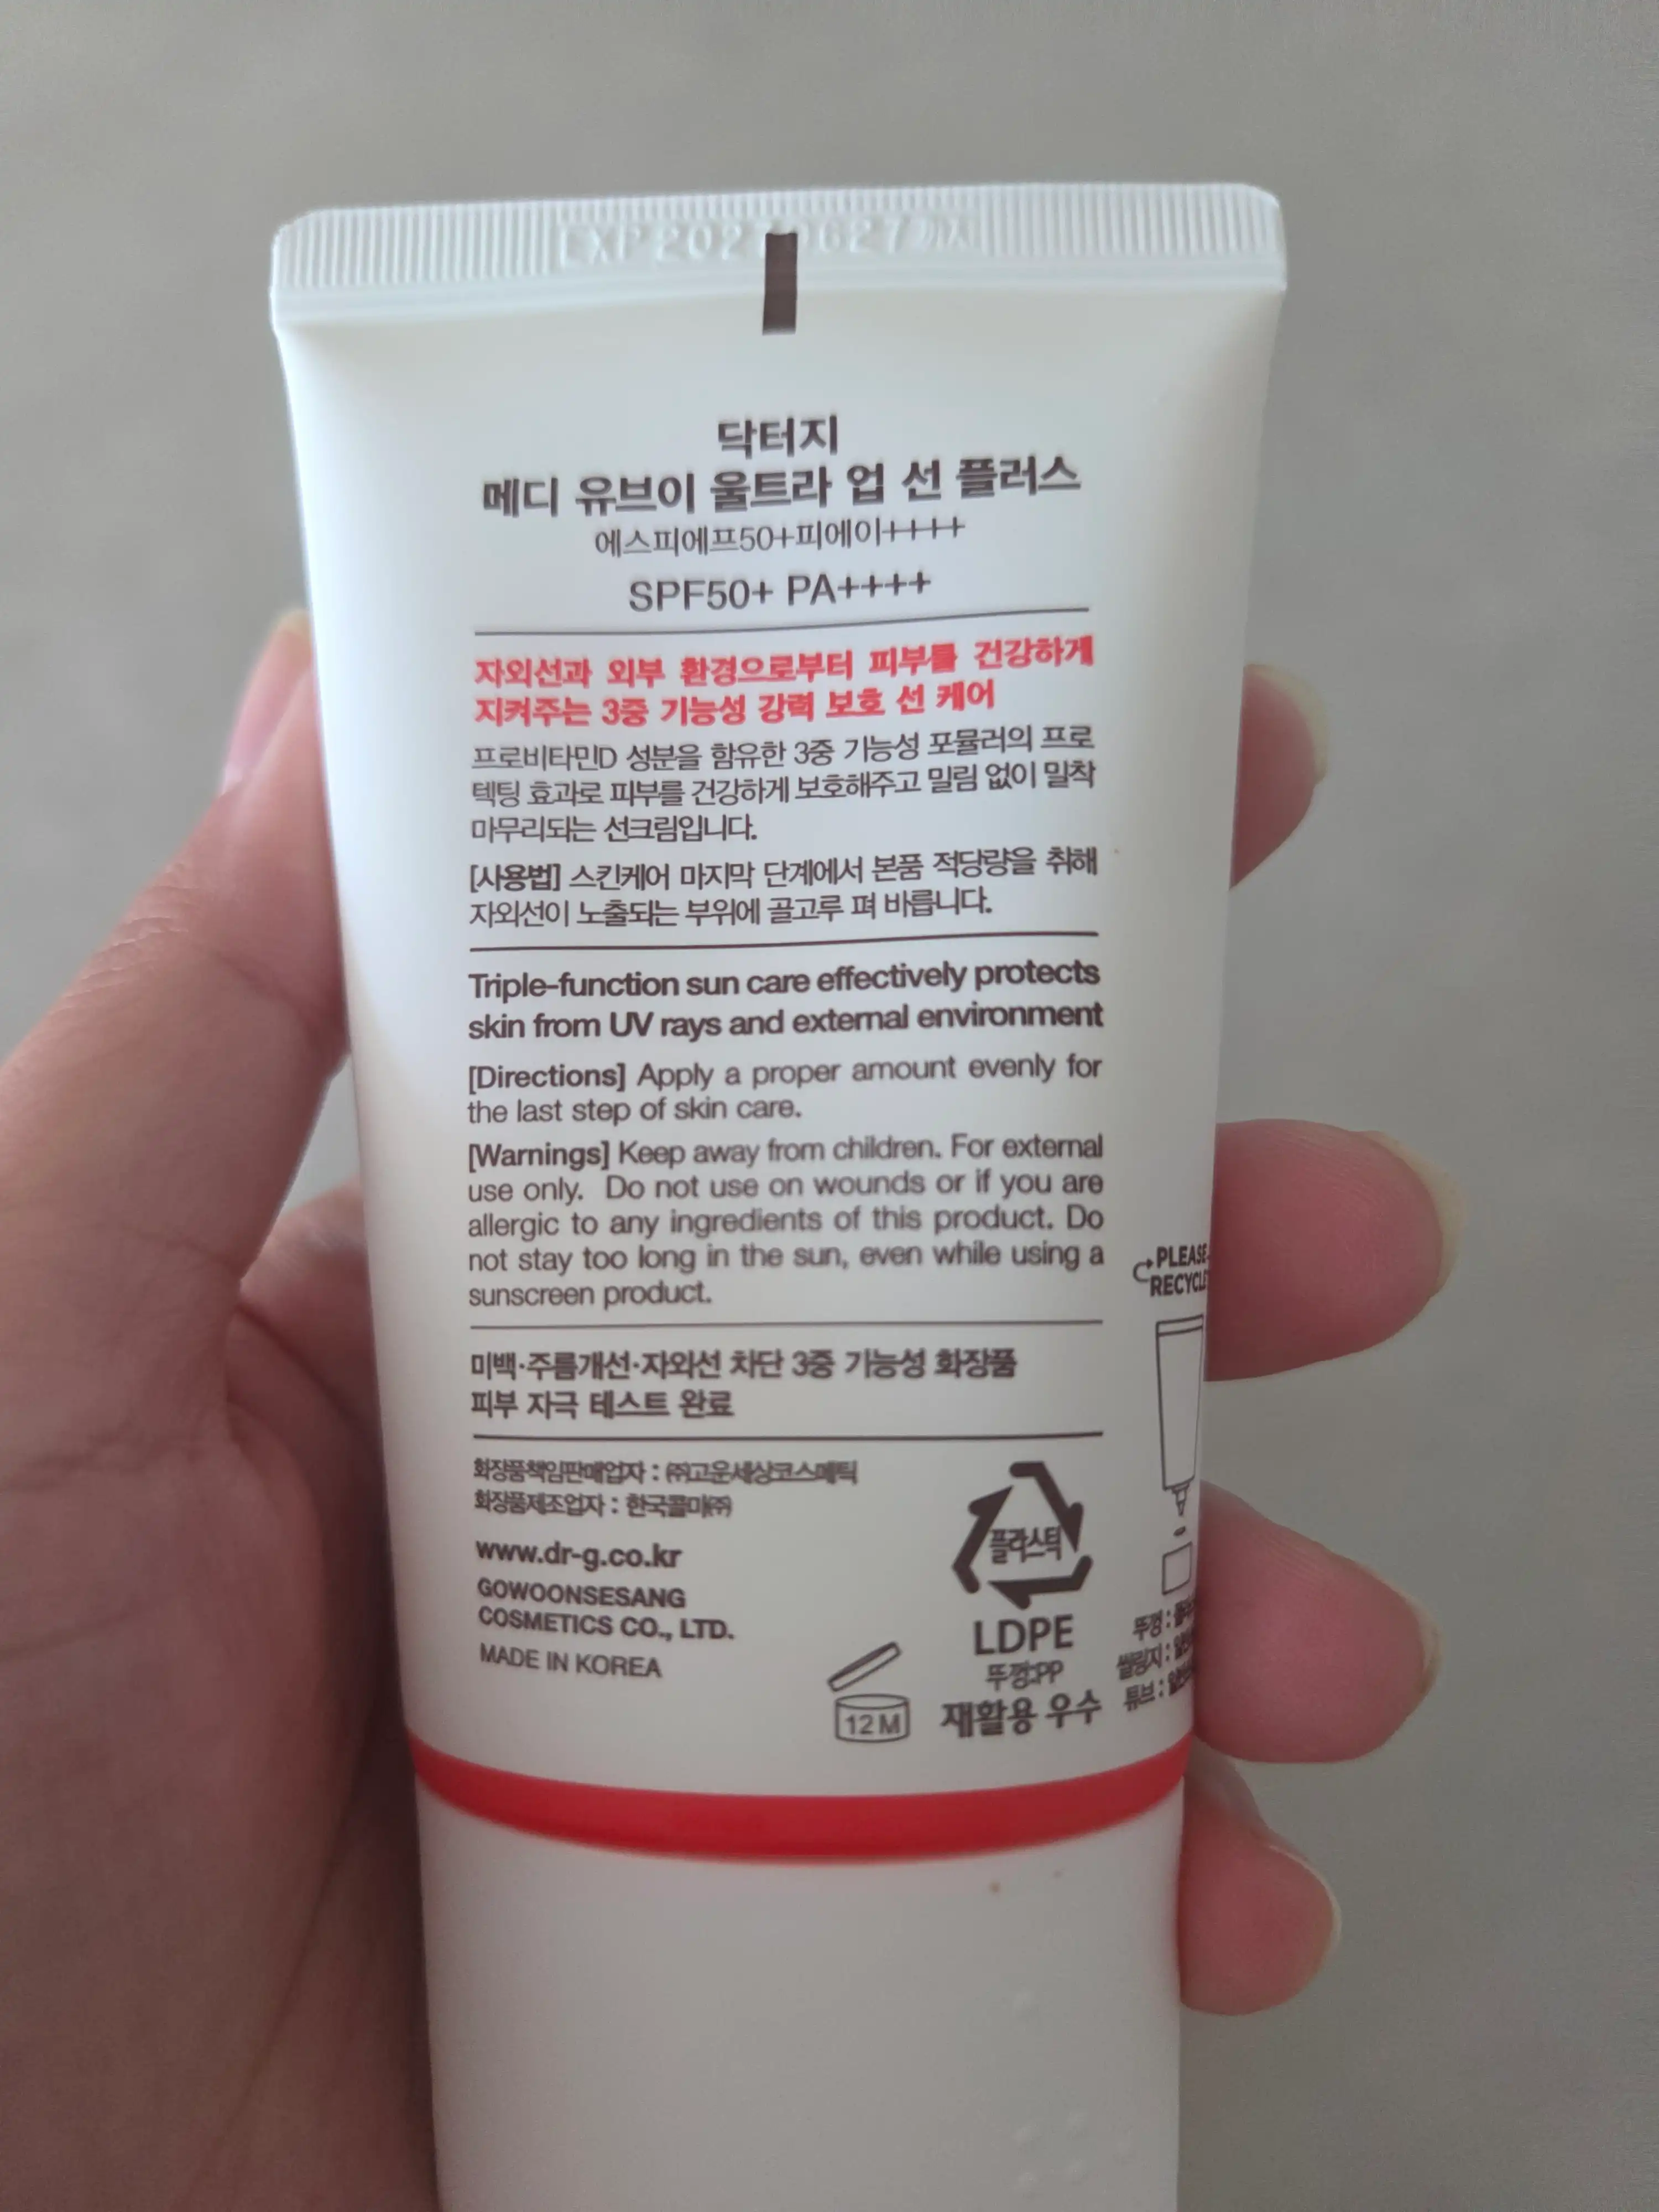 닥터지
메디 유브이 울트라 업 선 플러스
에스피에프50+피에이++++
SPF50+ PA++++
자외선과 외부 환경으로부터 피부를 건강하게
지켜주는 3중 기능성 강력 보호 선 케어
프로비타민D 성분을 함유한 3중 기능성 포뮬러의 프로
텍팅 효과로 피부를 건강하게 보호해주고 밀림 없이 밀착
마무리되는 선크림입니다.
[사용법] 스킨케어 마지막 단계에서 본품 적당량을 취해
자외선이 노출되는 부위에 골고루 펴 바릅니다.
Triple-function sun care effectively protects
skin from UV rays and external environment
[Directions] Apply a proper amount evenly for
the last step of skin care.
[Warnings] Keep away from children. For external
use only. Do not use on wounds or if you are
allergic to any ingredients of this product. Do
not stay too long in the sun, even while using a
sunscreen product.
미백·주름개선·자외선 차단 3중 기능성 화장품
피부 자극 테스트 완료
화장품책임판매업자 : ㈜고운세상코스메틱
화장품제조업자 : 한국콜마㈜
www.dr-g.co.kr
GOWOONSESANG
COSMETICS CO., LTD.
MADE IN KOREA
12M
플라스틱
LDPE
뚜껑:PP
재활용 우수
PLEASE
RECYCLE
뚜껑 :
씰링지 :
튜브 :